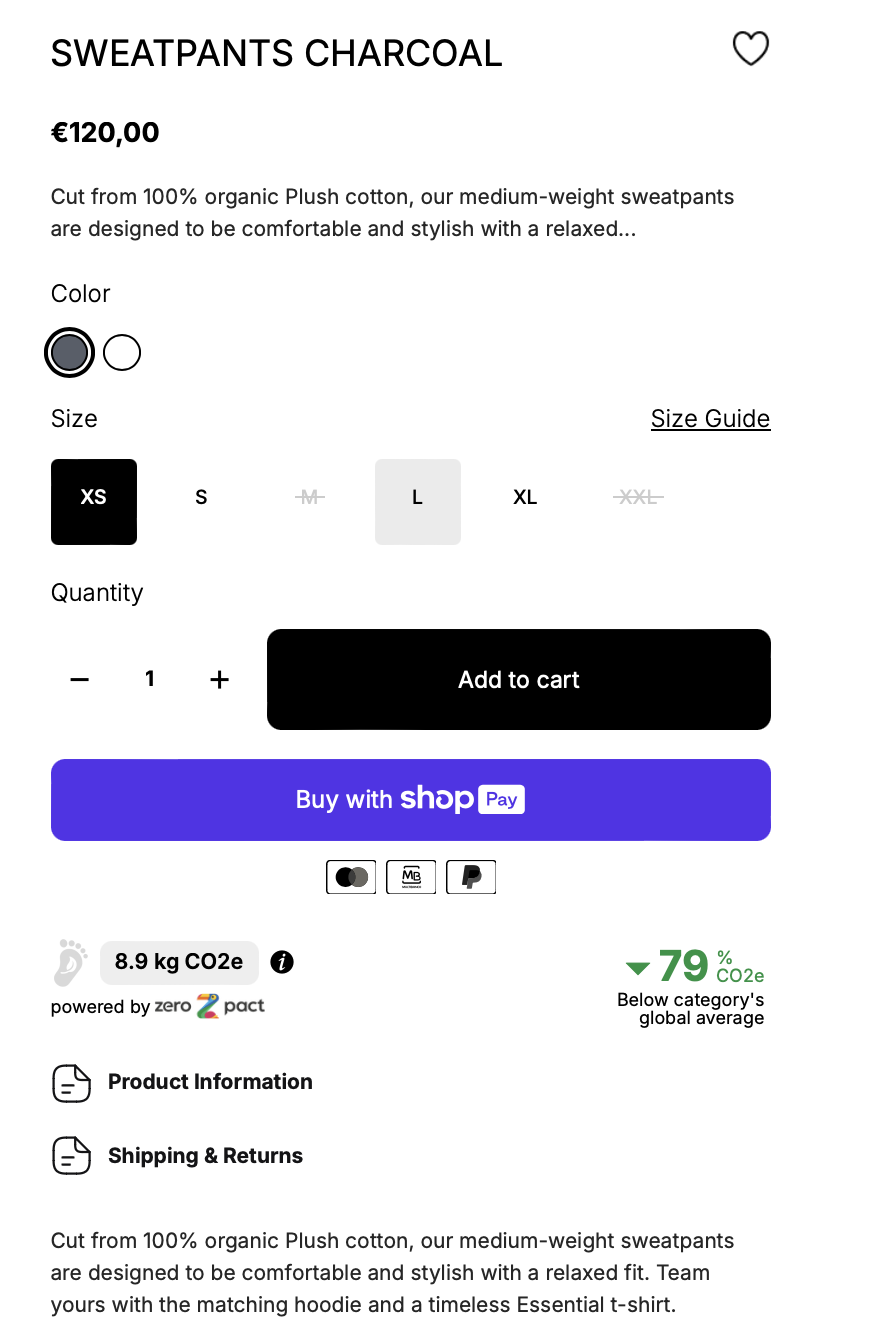 SWEATPANTS CHARCOAL
€120,00
Cut from 100% organic Plush cotton, our medium-weight sweatpants
are designed to be comfortable and stylish with a relaxed...
Color
Size Size Guide
XS S M L XL XXL
Quantity
− 1 + Add to cart
Buy with shop Pay
MB
8.9 kg CO2e i
79 % CO2e
powered by zero Z pact
Below category's
global average
Product Information
Shipping & Returns
Cut from 100% organic Plush cotton, our medium-weight sweatpants
are designed to be comfortable and stylish with a relaxed fit. Team
yours with the matching hoodie and a timeless Essential t-shirt.